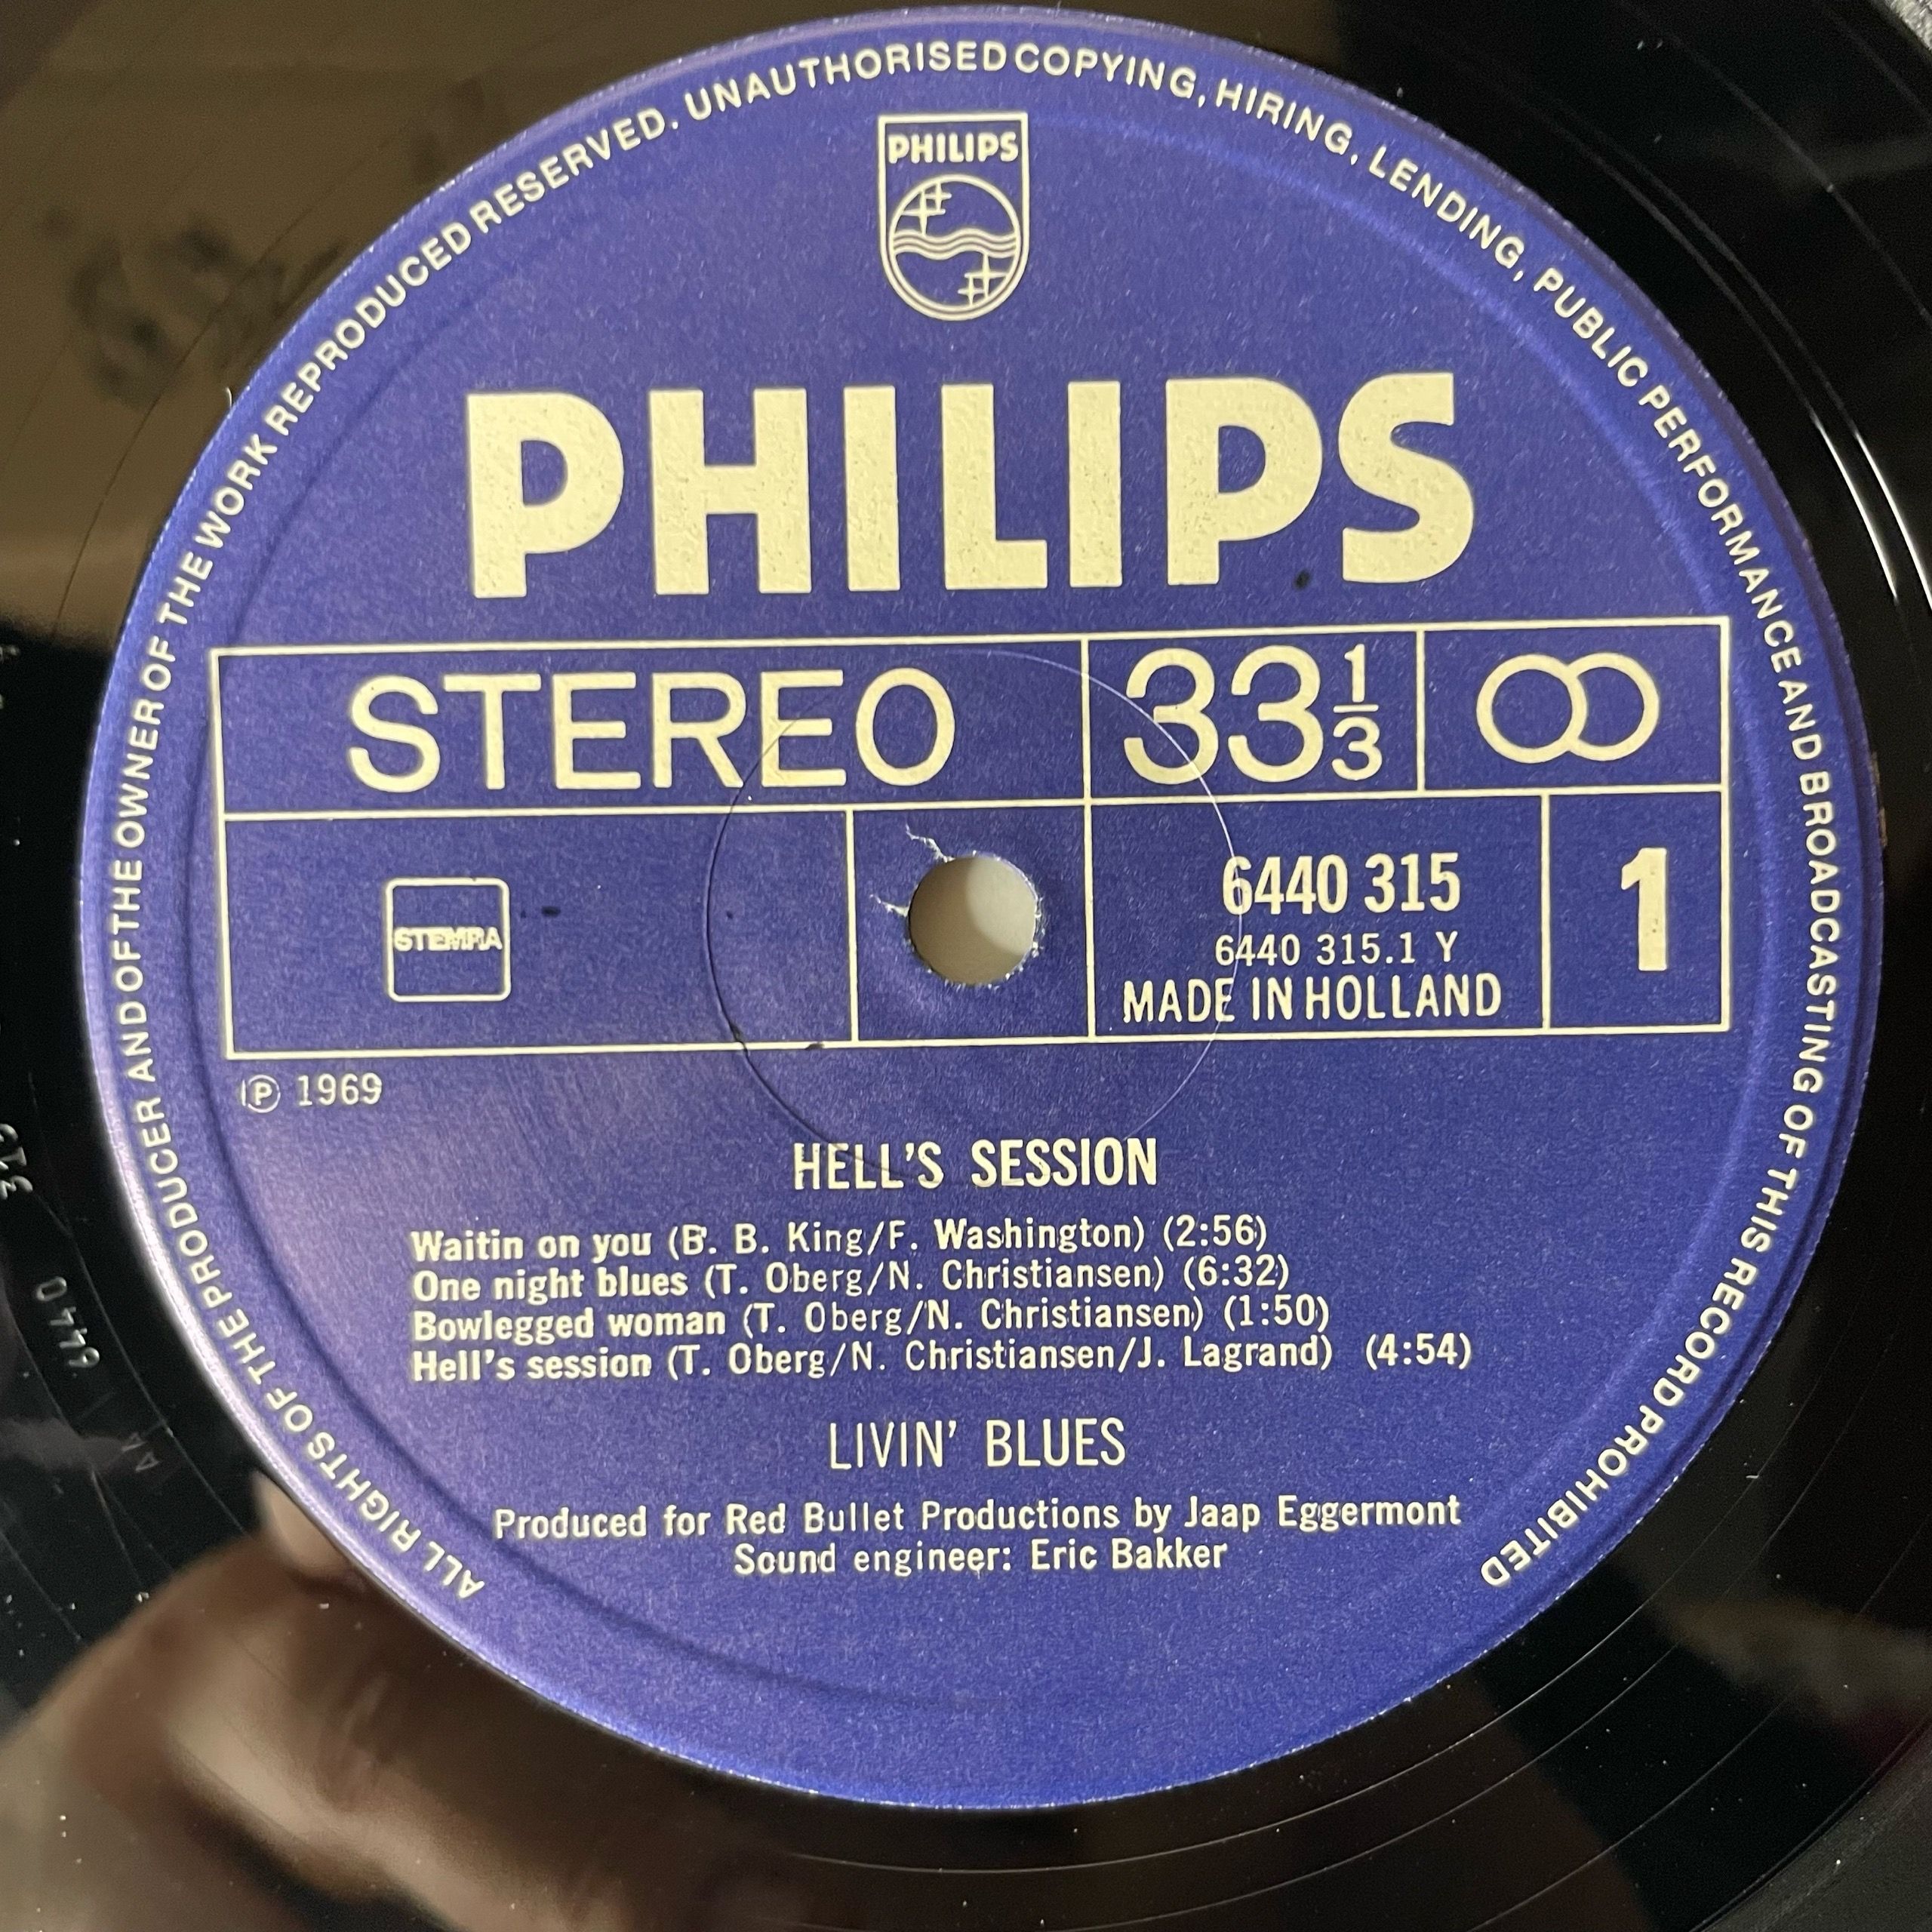 ALL RIGHTS OF THE PRODUCER AND OF THE OWNER OF THE WORK REPRODUCED RESERVED. UNAUTHORISED COPYING, HIRING, LENDING, PUBLIC PERFORMANCE AND BROADCASTING OF THIS RECORD PROHIBITED
PHILIPS
PHILIPS
STEREO 33 1/3
STEMRA
6440 315 1
6440 315.1 Y
MADE IN HOLLAND
℗ 1969
HELL'S SESSION
Waitin on you (B. B. King/F. Washington) (2:56)
One night blues (T. Oberg/N. Christiansen) (6:32)
Bowlegged woman (T. Oberg/N. Christiansen) (1:50)
Hell's session (T. Oberg/N. Christiansen/J. Lagrand) (4:54)
LIVIN' BLUES
Produced for Red Bullet Productions by Jaap Eggermont
Sound engineer: Eric Bakker
6440 315